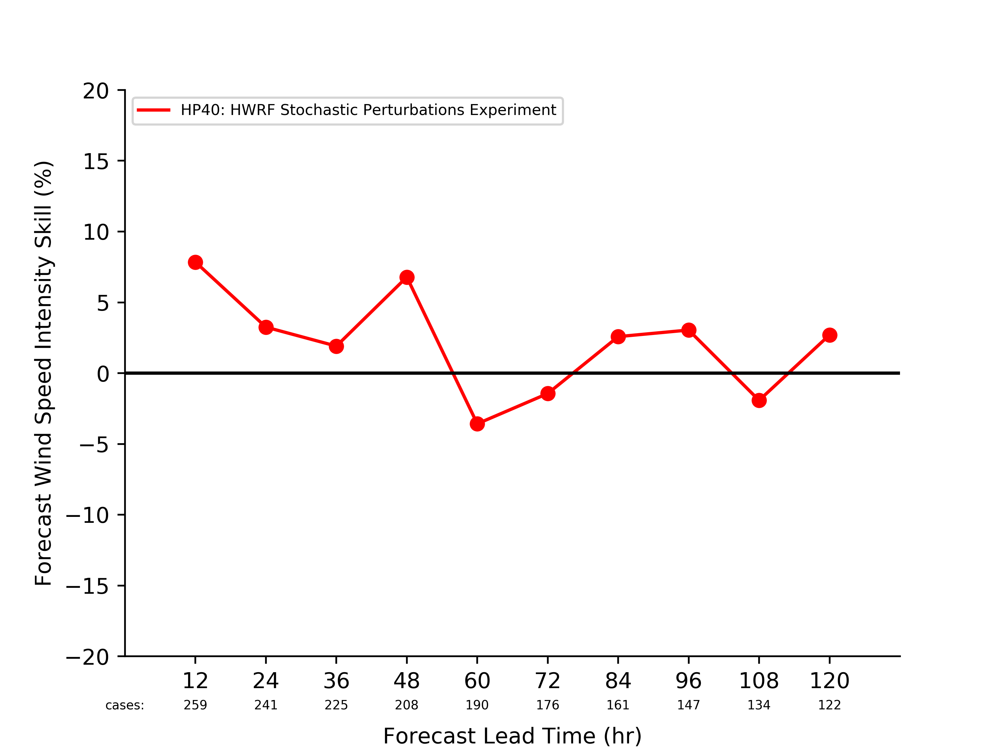 HP40: HWRF Stochastic Perturbations Experiment
Forecast Wind Speed Intensity Skill (%)
20
15
10
5
0
−5
−10
−15
−20
12 24 36 48 60 72 84 96 108 120
cases: 259 241 225 208 190 176 161 147 134 122
Forecast Lead Time (hr)